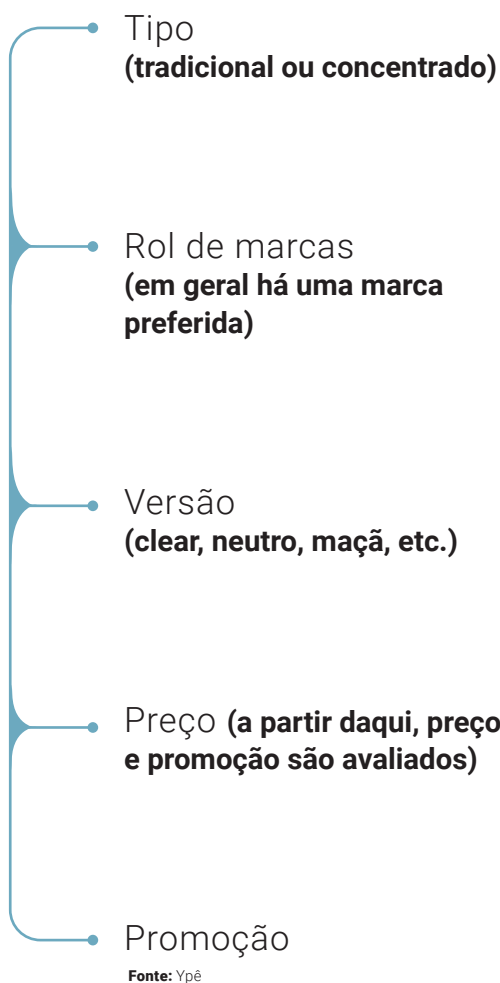 Tipo
(tradicional ou concentrado)
Rol de marcas
(em geral há uma marca
preferida)
Versão
(clear, neutro, maçã, etc.)
Preço (a partir daqui, preço
e promoção são avaliados)
Promoção
Fonte: Ypê